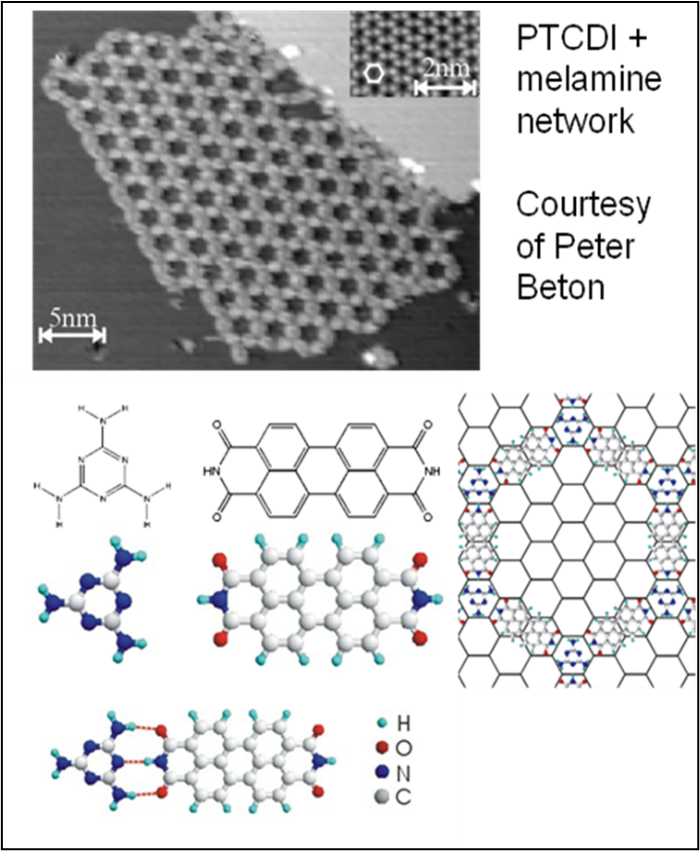 2nm
5nm
PTCDI +
melamine
network
Courtesy
of Peter
Beton
H
H
N
N
N
H
N
N
N
H
H
H
O
O
HN
NH
O
O
H
O
N
C